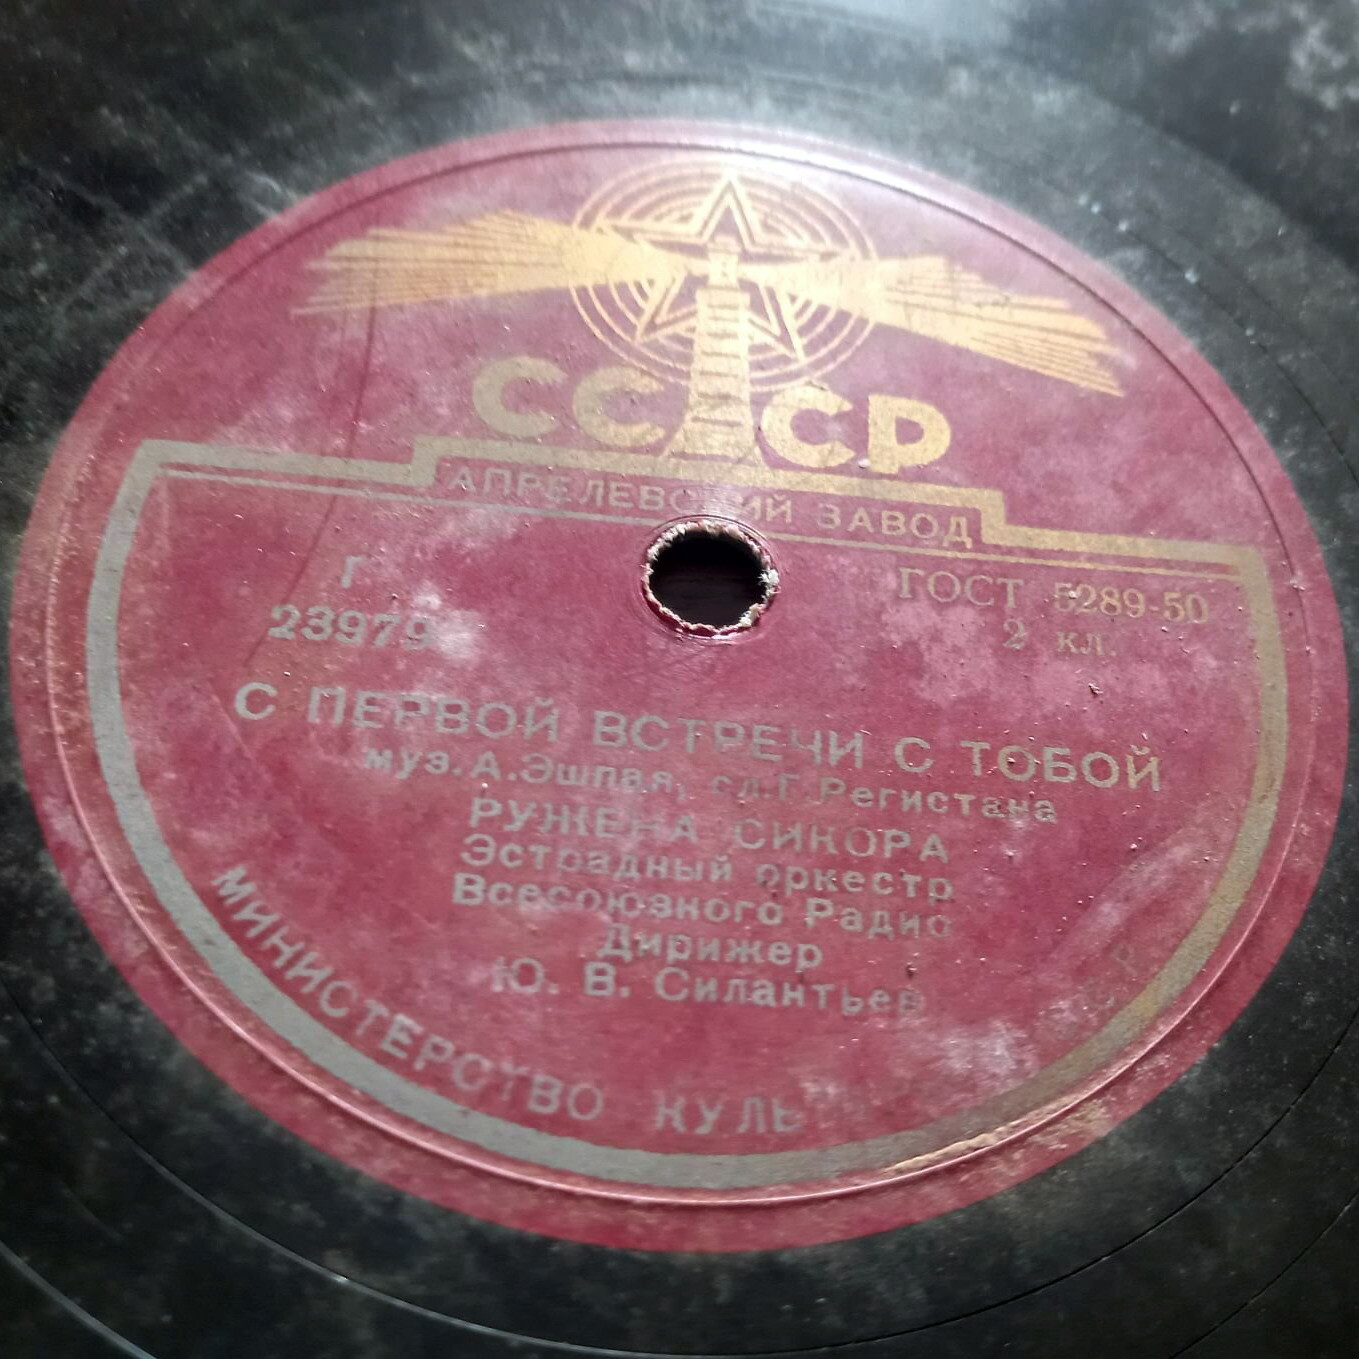 СССР
АПРЕЛЕВСКИЙ ЗАВОД
Г
23979
ГОСТ 5289-50
2 кл.
С ПЕРВОЙ ВСТРЕЧИ С ТОБОЙ
муз. А. Эшпая, сл. Г. Регистана
РУЖЕНА СИКОРА
Эстрадный оркестр
Всесоюзного Радио
Дирижер
Ю. В. Силантьев
МИНИСТЕРСТВО